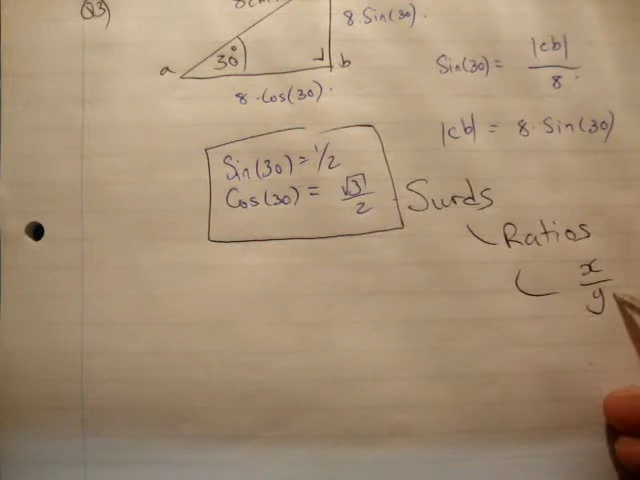 Q3)
8cm
8.Sin(30).
30°
a
b
8.Cos(30).
Sin(30) = |cb| / 8.
|cb| = 8.Sin(30)
Sin(30) = 1/2
Cos(30) = √3 / 2
Surds
Ratios
x / y